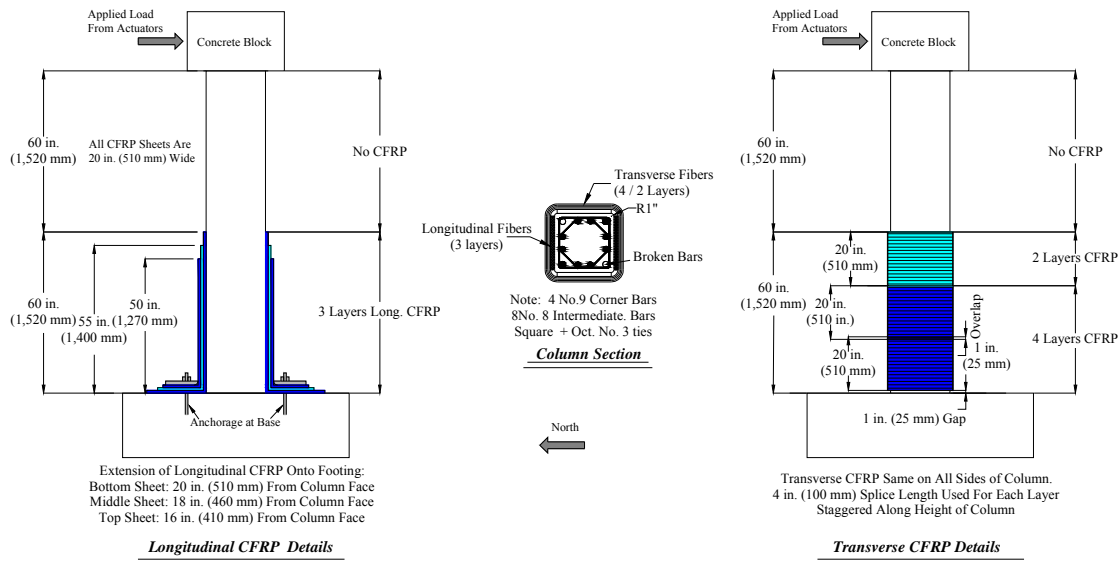 Applied Load
From Actuators
Concrete Block
60 in.
(1,520 mm)
All CFRP Sheets Are
20 in. (510 mm) Wide
No CFRP
60 in.
(1,520 mm)
55 in.
(1,400 mm)
50 in.
(1,270 mm)
3 Layers Long. CFRP
Anchorage at Base
Extension of Longitudinal CFRP Onto Footing:
Bottom Sheet: 20 in. (510 mm) From Column Face
Middle Sheet: 18 in. (460 mm) From Column Face
Top Sheet: 16 in. (410 mm) From Column Face
Longitudinal CFRP Details
Transverse Fibers
(4 / 2 Layers)
R1"
Longitudinal Fibers
(3 layers)
Broken Bars
Note: 4 No.9 Corner Bars
8No. 8 Intermediate. Bars
Square + Oct. No. 3 ties
Column Section
North
Applied Load
From Actuators
Concrete Block
60 in.
(1,520 mm)
No CFRP
20 in.
(510 mm)
2 Layers CFRP
60 in.
(1,520 mm)
20 in.
(510 in.)
Overlap
4 Layers CFRP
20 in.
(510 mm)
1 in.
(25 mm)
1 in. (25 mm) Gap
Transverse CFRP Same on All Sides of Column.
4 in. (100 mm) Splice Length Used For Each Layer
Staggered Along Height of Column
Transverse CFRP Details